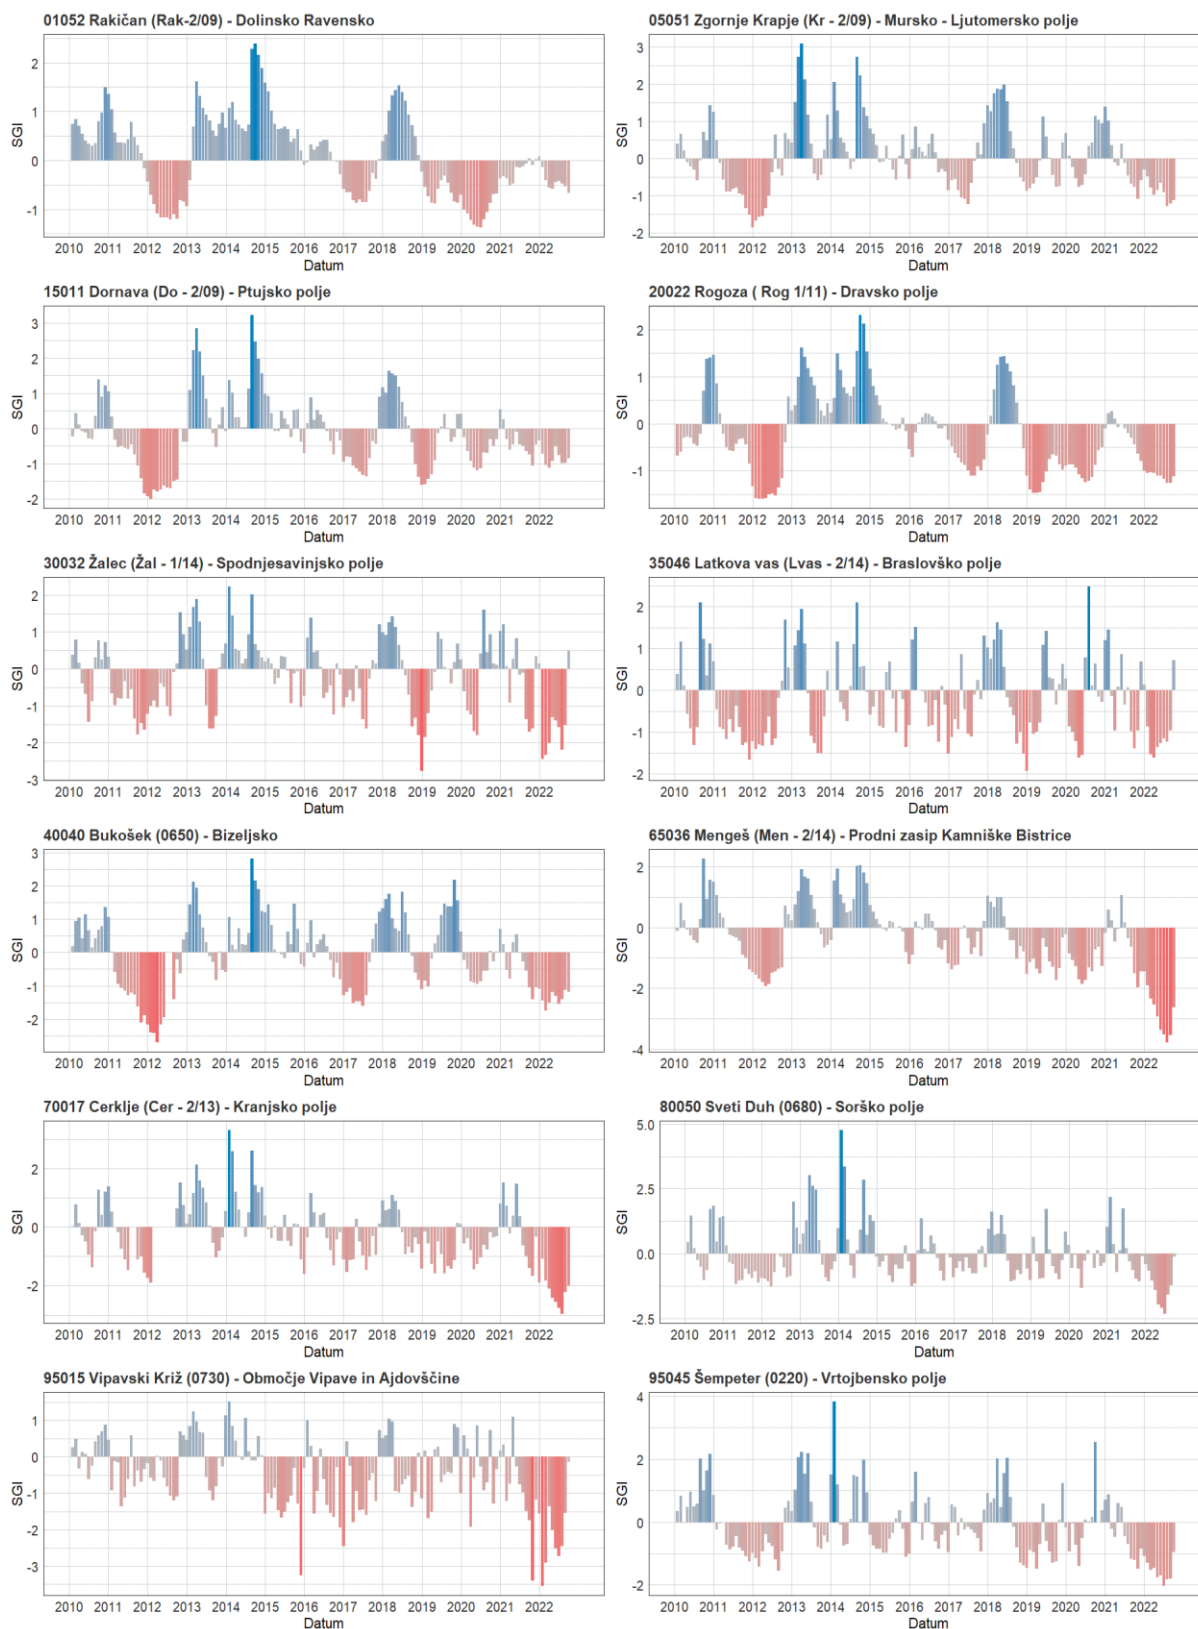 01052 Rakičan (Rak-2/09) - Dolinsko Ravensko
2
1
0
-1
SGI
2010 2011 2012 2013 2014 2015 2016 2017 2018 2019 2020 2021 2022
Datum
05051 Zgornje Krapje (Kr - 2/09) - Mursko - Ljutomersko polje
3
2
1
0
-1
-2
SGI
2010 2011 2012 2013 2014 2015 2016 2017 2018 2019 2020 2021 2022
Datum
15011 Dornava (Do - 2/09) - Ptujsko polje
3
2
1
0
-1
-2
SGI
2010 2011 2012 2013 2014 2015 2016 2017 2018 2019 2020 2021 2022
Datum
20022 Rogoza ( Rog 1/11) - Dravsko polje
2
1
0
-1
SGI
2010 2011 2012 2013 2014 2015 2016 2017 2018 2019 2020 2021 2022
Datum
30032 Žalec (Žal - 1/14) - Spodnjesavinjsko polje
2
1
0
-1
-2
-3
SGI
2010 2011 2012 2013 2014 2015 2016 2017 2018 2019 2020 2021 2022
Datum
35046 Latkova vas (Lvas - 2/14) - Braslovško polje
2
1
0
-1
-2
SGI
2010 2011 2012 2013 2014 2015 2016 2017 2018 2019 2020 2021 2022
Datum
40040 Bukošek (0650) - Bizeljsko
3
2
1
0
-1
-2
SGI
2010 2011 2012 2013 2014 2015 2016 2017 2018 2019 2020 2021 2022
Datum
65036 Mengeš (Men - 2/14) - Prodni zasip Kamniške Bistrice
2
0
-2
-4
SGI
2010 2011 2012 2013 2014 2015 2016 2017 2018 2019 2020 2021 2022
Datum
70017 Cerklje (Cer - 2/13) - Kranjsko polje
2
0
-2
SGI
2010 2011 2012 2013 2014 2015 2016 2017 2018 2019 2020 2021 2022
Datum
80050 Sveti Duh (0680) - Sorško polje
5.0
2.5
0.0
-2.5
SGI
2010 2011 2012 2013 2014 2015 2016 2017 2018 2019 2020 2021 2022
Datum
95015 Vipavski Križ (0730) - Območje Vipave in Ajdovščine
1
0
-1
-2
-3
SGI
2010 2011 2012 2013 2014 2015 2016 2017 2018 2019 2020 2021 2022
Datum
95045 Šempeter (0220) - Vrtojbensko polje
4
2
0
-2
SGI
2010 2011 2012 2013 2014 2015 2016 2017 2018 2019 2020 2021 2022
Datum